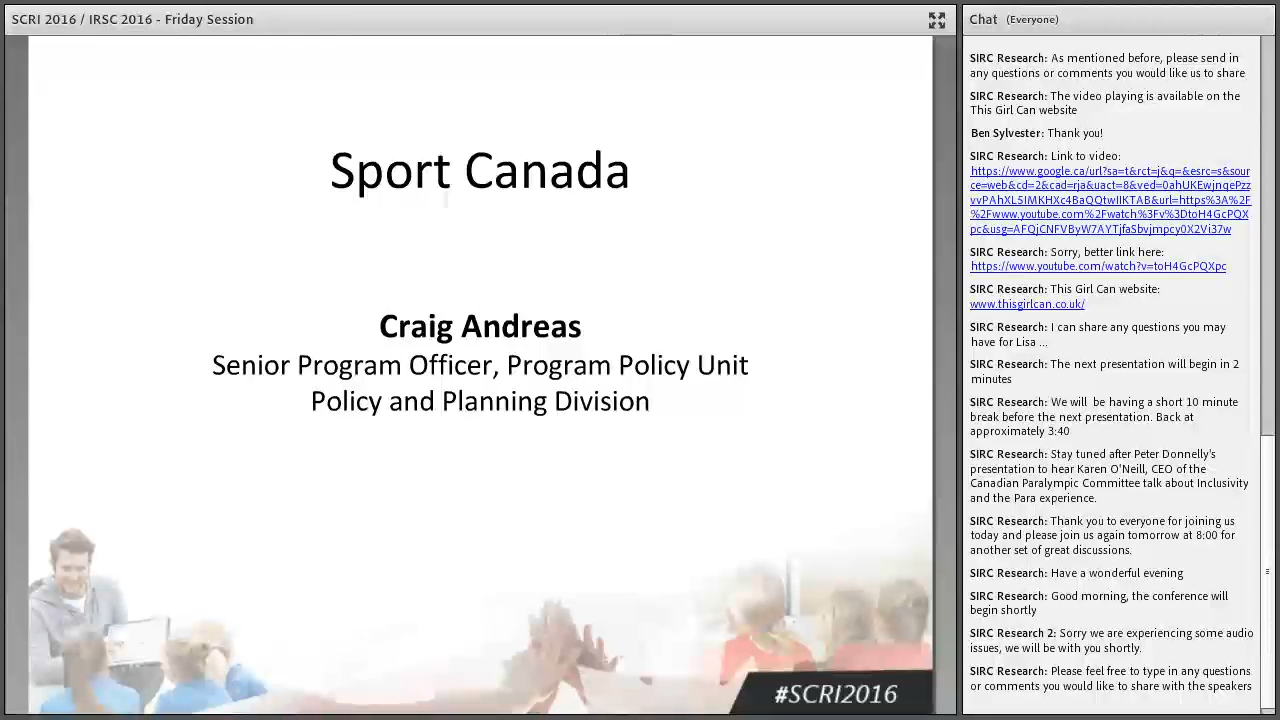 SCRI 2016 / IRSC 2016 - Friday Session
Sport Canada
Craig Andreas
Senior Program Officer, Program Policy Unit
Policy and Planning Division
#SCRI2016
Chat (Everyone)
SIRC Research: As mentioned before, please send in
any questions or comments you would like us to share
SIRC Research: The video playing is available on the
This Girl Can website
Ben Sylvester: Thank you!
SIRC Research: Link to video:
https://www.google.ca/url?sa=t&rct=j&q=&esrc=s&sour
ce=web&cd=2&cad=rja&uact=8&ved=0ahUKEwjnqePzz
vvPAhXL5IMKHXc4BaQQtwIIKTAB&url=https%3A%2F
%2Fwww.youtube.com%2Fwatch%3Fv%3DtoH4GcPQX
pc&usg=AFQjCNFVByW7AYTjfaSbvjmpcy0X2Vi37w
SIRC Research: Sorry, better link here:
https://www.youtube.com/watch?v=toH4GcPQXpc
SIRC Research: This Girl Can website:
www.thisgirlcan.co.uk/
SIRC Research: I can share any questions you may
have for Lisa ...
SIRC Research: The next presentation will begin in 2
minutes
SIRC Research: We will be having a short 10 minute
break before the next presentation. Back at
approximately 3:40
SIRC Research: Stay tuned after Peter Donnelly's
presentation to hear Karen O'Neill, CEO of the
Canadian Paralympic Committee talk about Inclusivity
and the Para experience.
SIRC Research: Thank you to everyone for joining us
today and please join us again tomorrow at 8:00 for
another set of great discussions.
SIRC Research: Have a wonderful evening
SIRC Research: Good morning, the conference will
begin shortly
SIRC Research 2: Sorry we are experiencing some audio
issues, we will be with you shortly.
SIRC Research: Please feel free to type in any questions
or comments you would like to share with the speakers